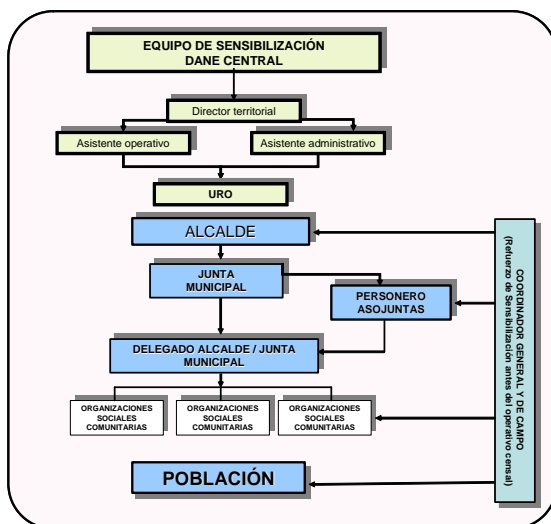 EQUIPO DE SENSIBILIZACIÓN
DANE CENTRAL
Director territorial
Asistente operativo
Asistente administrativo
URO
ALCALDE
JUNTA
MUNICIPAL
PERSONERO
ASOJUNTAS
DELEGADO ALCALDE / JUNTA
MUNICIPAL
ORGANIZACIONES
SOCIALES
COMUNITARIAS
ORGANIZACIONES
SOCIALES
COMUNITARIAS
ORGANIZACIONES
SOCIALES
COMUNITARIAS
POBLACIÓN
COORDINADOR GENERAL Y DE CAMPO
(Refuerzo de Sensibilización antes del operativo censal)